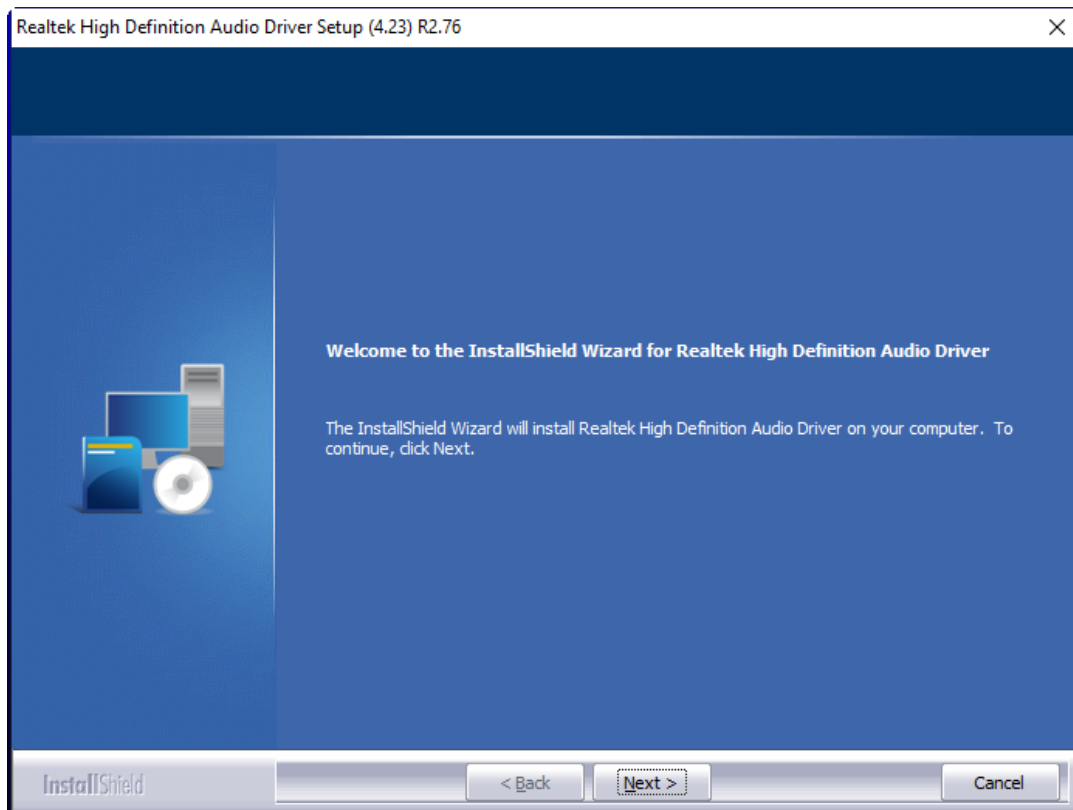 Realtek High Definition Audio Driver Setup (4.23) R2.76
Welcome to the InstallShield Wizard for Realtek High Definition Audio Driver
The InstallShield Wizard will install Realtek High Definition Audio Driver on your computer.  To
continue, click Next.
InstallShield
< Back
Next >
Cancel